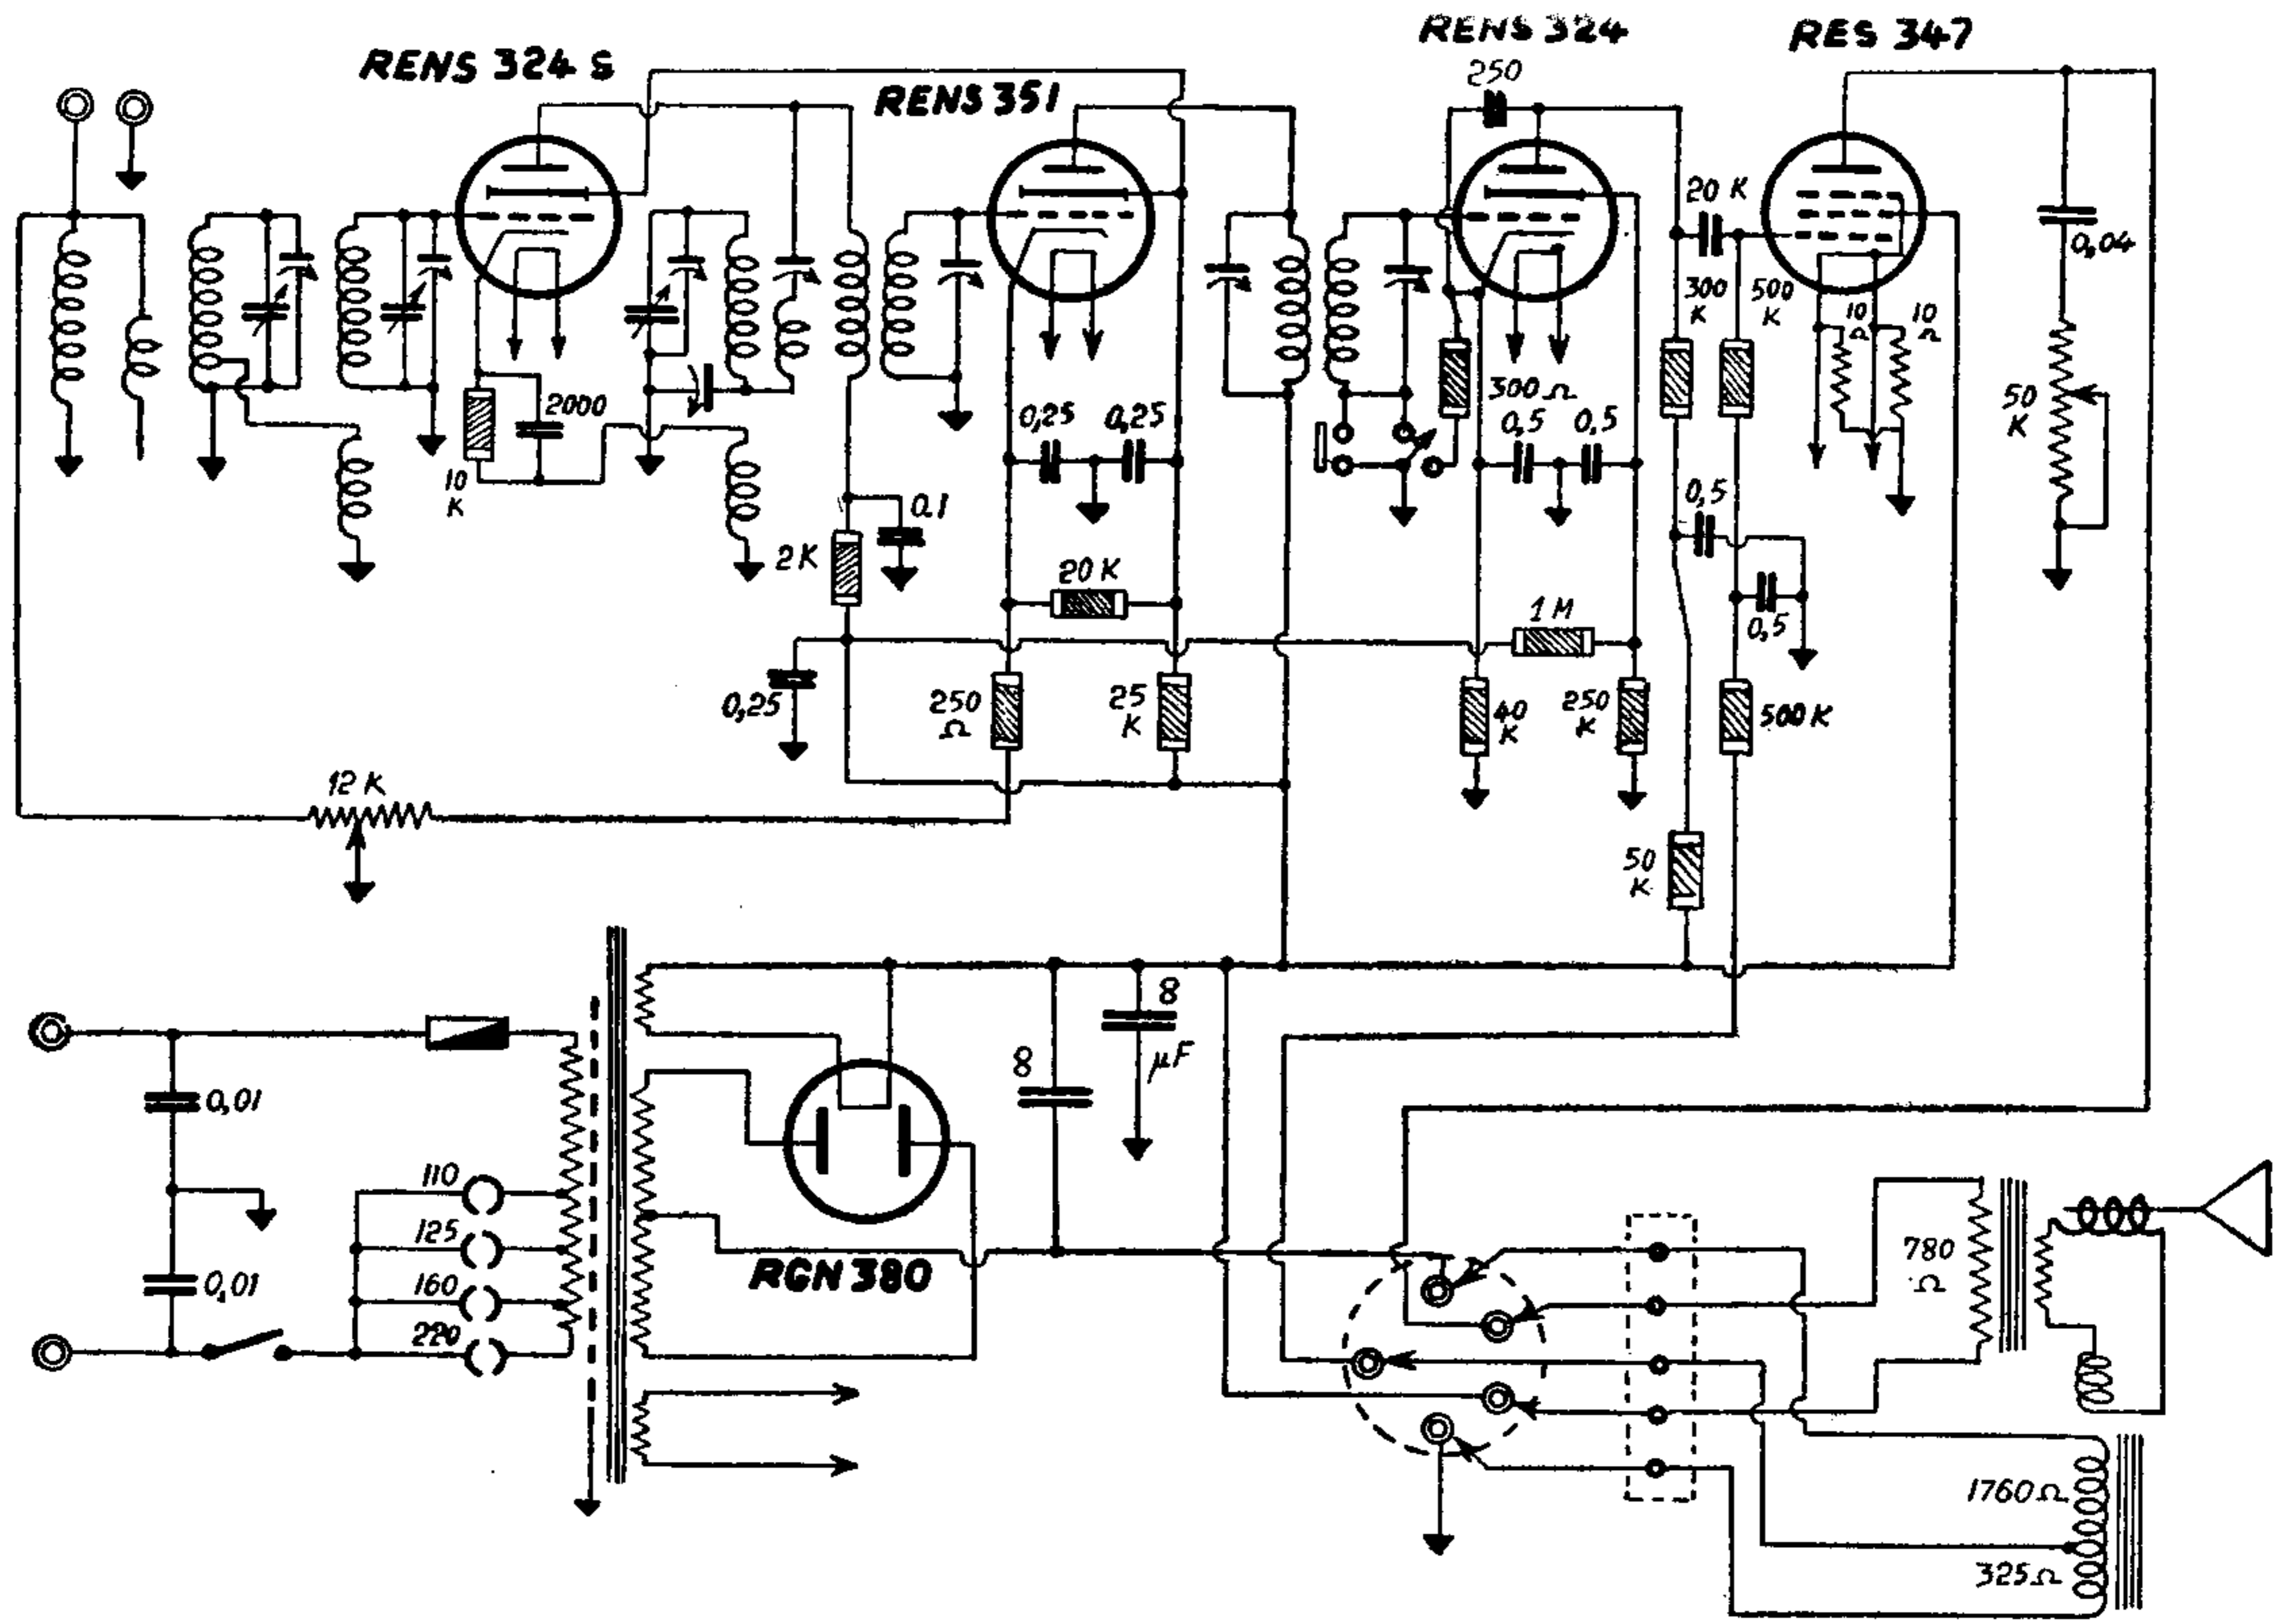 RENS 324 S
RENS 351
RENS 324
RES 347
250
20 K
0,04
300
K
500
K
10
Ω
10
Ω
50
K
2000
10
K
0,25
0,25
300 Ω
0,5
0,5
0,5
0.1
2 K
20 K
1 M
0,5
0,25
250
Ω
25
K
40
K
250
K
500 K
12 K
50
K
8
8
μF
0,01
110
125
160
220
0,01
RGN 380
780
Ω
1760 Ω
325 Ω